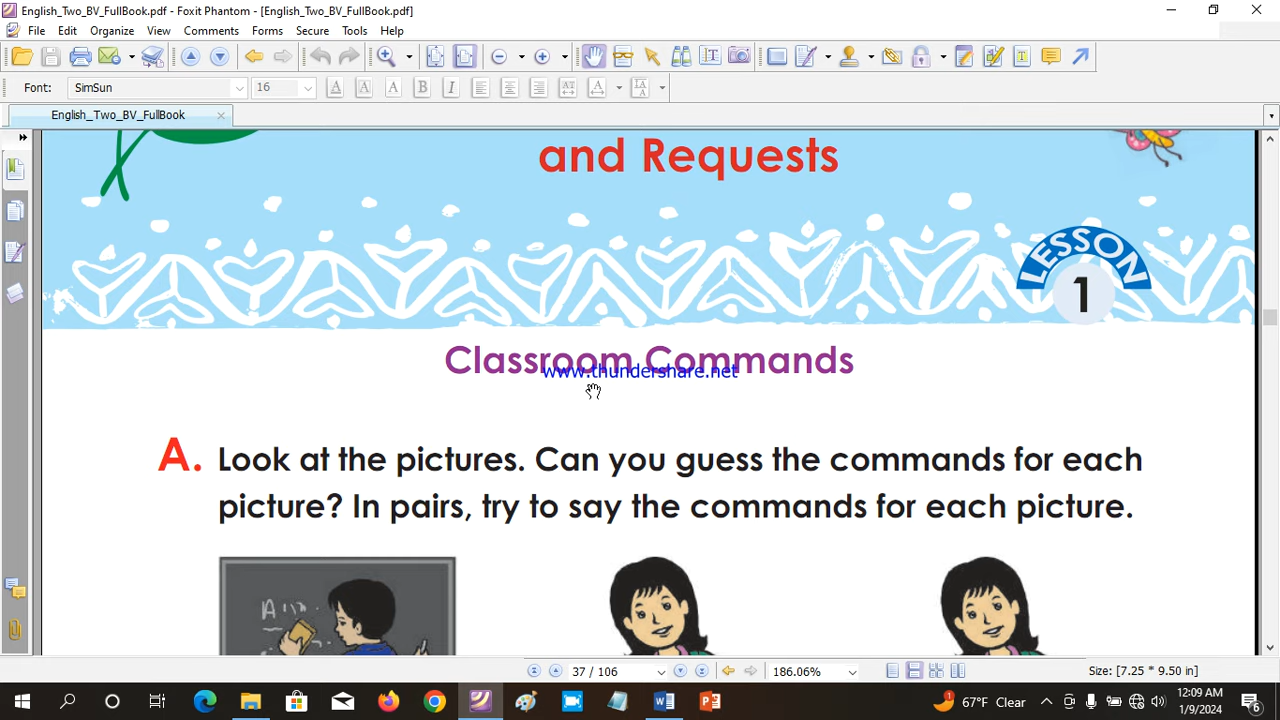 English_Two_BV_FullBook.pdf - Foxit Phantom - [English_Two_BV_FullBook.pdf]
File Edit Organize View Comments Forms Secure Tools Help
Font: SimSun 16
English_Two_BV_FullBook
and Requests
LESSON
1
Classroom Commands
www.thundershare.net
A. Look at the pictures. Can you guess the commands for each
picture? In pairs, try to say the commands for each picture.
37 / 106 186.06% Size: [7.25 * 9.50 in]
1 67°F Clear 12:09 AM
1/9/2024 6